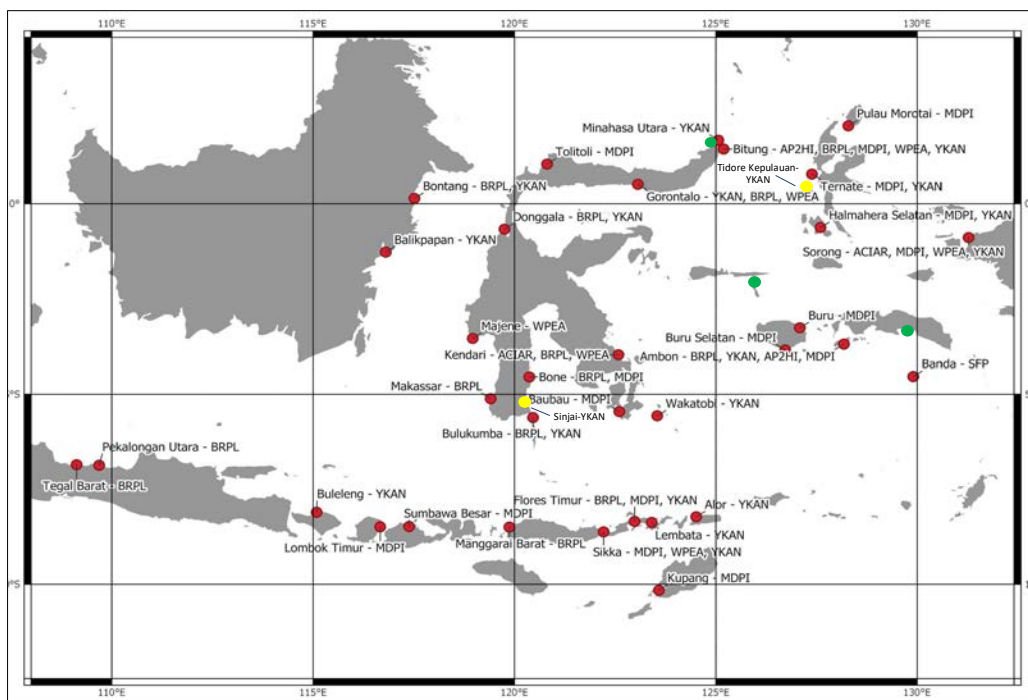 110°E 115°E 120°E 125°E 130°E
Pulau Morotai - MDPI
Minahasa Utara - YKAN
Bitung - AP2HI, BRPL, MDPI, WPEA, YKAN
Tolitoli - MDPI
Tidore Kepulauan-
YKAN
Bontang - BRPL, YKAN
Ternate - MDPI, YKAN
Gorontalo - YKAN, BRPL, WPEA
0°
Donggala - BRPL, YKAN
Halmahera Selatan - MDPI, YKAN
Balikpapan - YKAN
Sorong - ACIAR, MDPI, WPEA, YKAN
Buru - MDPI
Majene - WPEA
Buru Selatan - MDPI
Kendari - ACIAR, BRPL, WPEA
Ambon - BRPL, YKAN, AP2HI, MDPI
Banda - SFP
Bone - BRPL, MDPI
Makassar - BRPL
Baubau - MDPI
Wakatobi - YKAN
Sinjai-YKAN
Bulukumba - BRPL, YKAN
Pekalongan Utara - BRPL
Tegal Barat - BRPL
Buleleng - YKAN
Flores Timur - BRPL, MDPI, YKAN
Alor - YKAN
Sumbawa Besar - MDPI
Lembata - YKAN
Lombok Timur - MDPI
Manggarai Barat - BRPL
Sikka - MDPI, WPEA, YKAN
Kupang - MDPI
110°E 115°E 120°E 125°E 130°E